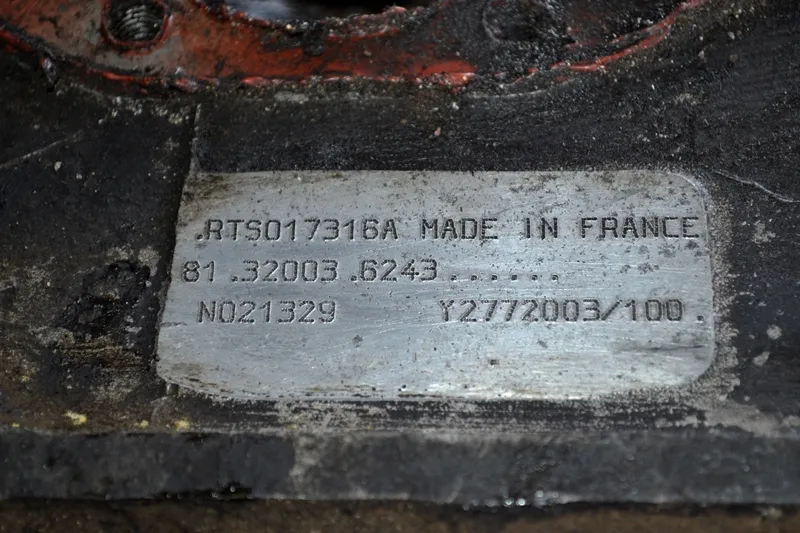 .RTS017316A MADE IN FRANCE
81.32003.6243......
N021329 Y2772003/100.